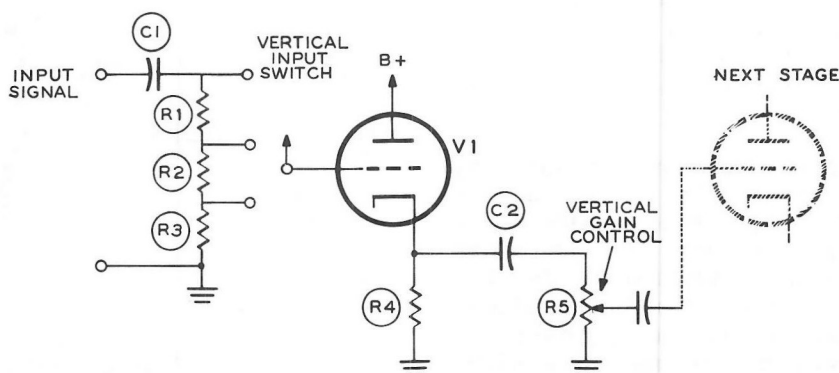 C1
VERTICAL
INPUT
SWITCH
INPUT
SIGNAL
R1
R2
R3
B+
V1
NEXT STAGE
C2
VERTICAL
GAIN
CONTROL
R4
R5